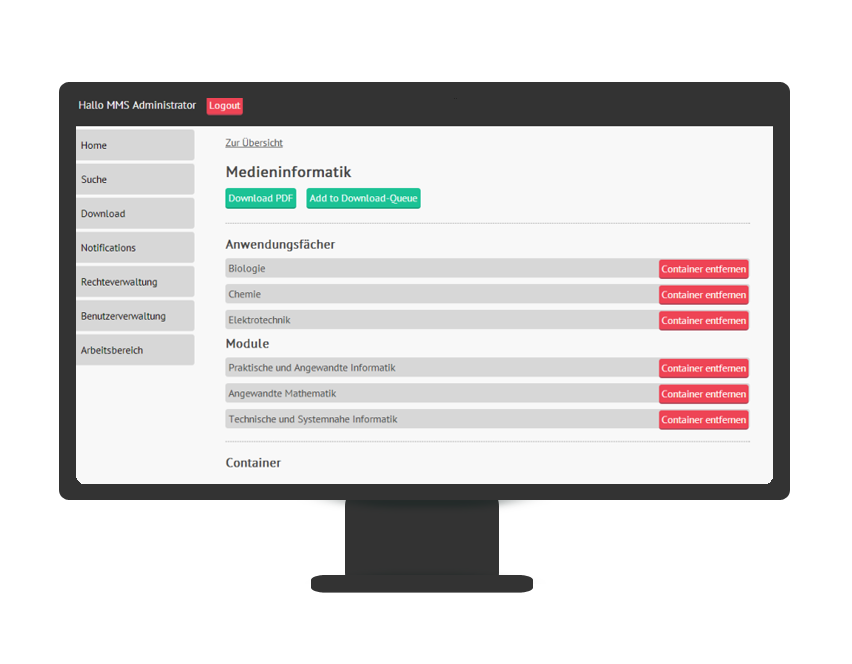 Hallo MMS Administrator Logout
Home
Suche
Download
Notifications
Rechteverwaltung
Benutzerverwaltung
Arbeitsbereich
Zur Übersicht
Medieninformatik
Download PDF Add to Download-Queue
Anwendungsfächer
Biologie Container entfernen
Chemie Container entfernen
Elektrotechnik Container entfernen
Module
Praktische und Angewandte Informatik Container entfernen
Angewandte Mathematik Container entfernen
Technische und Systemnahe Informatik Container entfernen
Container